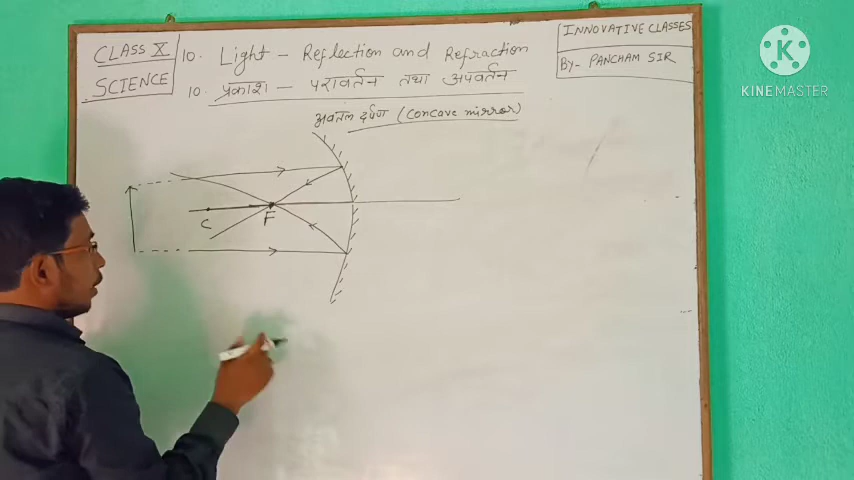 CLASS X
SCIENCE
10. Light - Reflection and Refraction
10. प्रकाश - परावर्तन तथा अपवर्तन
INNOVATIVE CLASSES
By- PANCHAM SIR
अवतल दर्पण (Concave mirror)
C
F
K
KINEMASTER